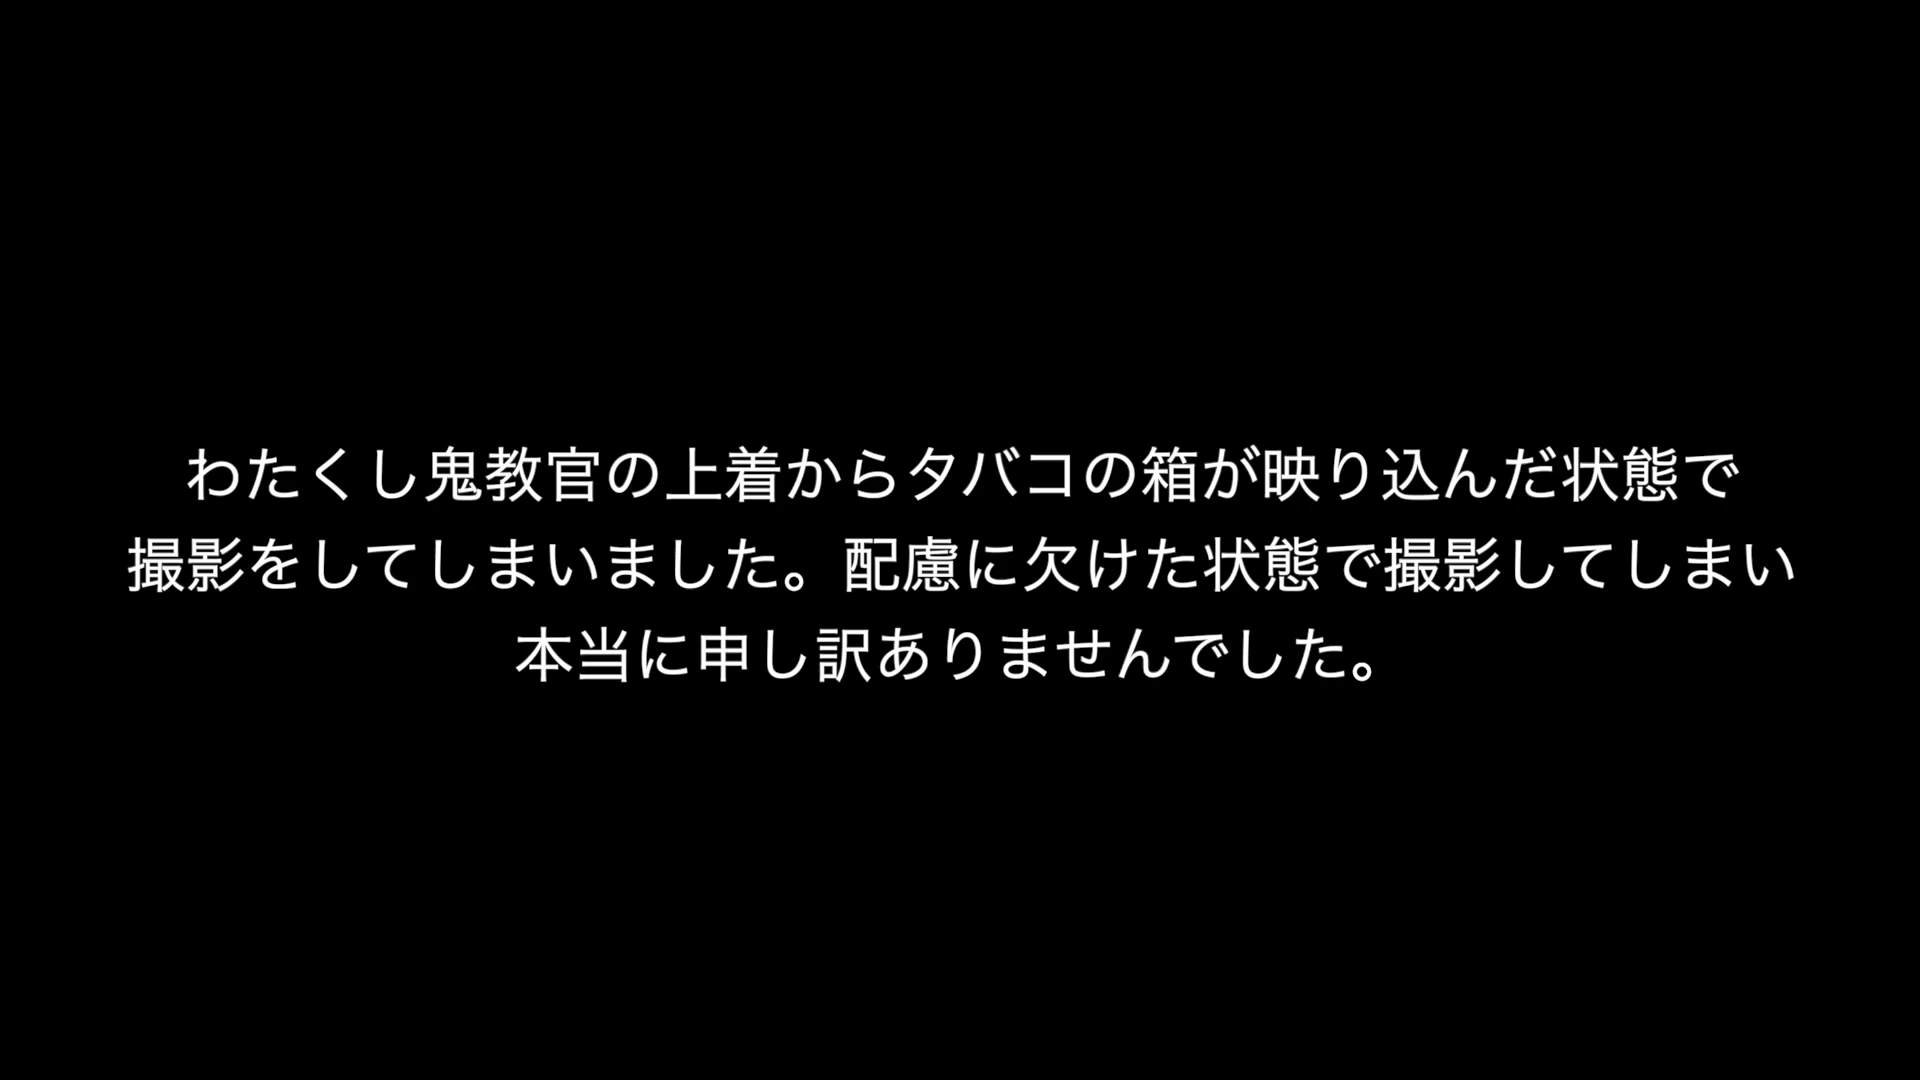 わたくし鬼教官の上着からタバコの箱が映り込んだ状態で
撮影をしてしまいました。配慮に欠けた状態で撮影してしまい
本当に申し訳ありませんでした。